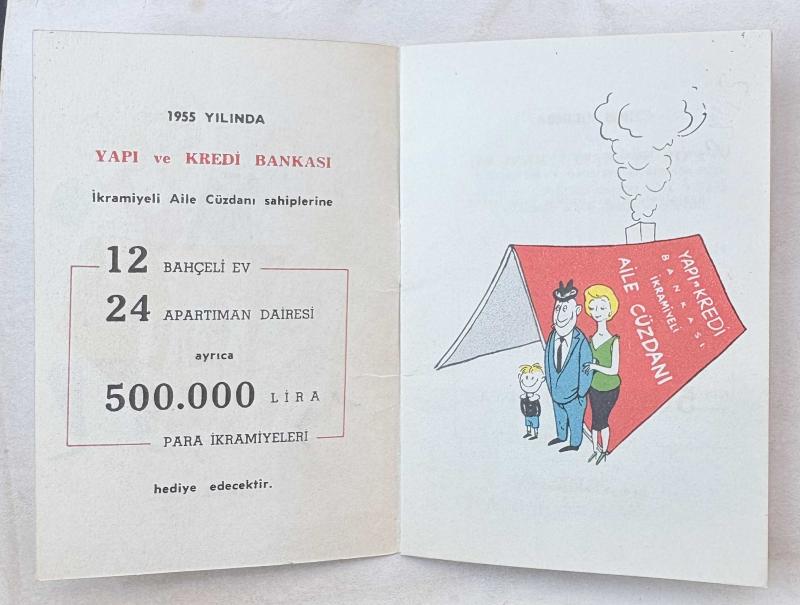 1955 YILINDA
YAPI ve KREDİ BANKASI
İkramiyeli Aile Cüzdanı sahiplerine
12 BAHÇELİ EV
24 APARTIMAN DAİRESİ
ayrıca
500.000 LİRA
PARA İKRAMİYELERİ
hediye edecektir.
YAPI ve KREDİ
BANKASI
İKRAMİYELİ
AİLE CÜZDANI